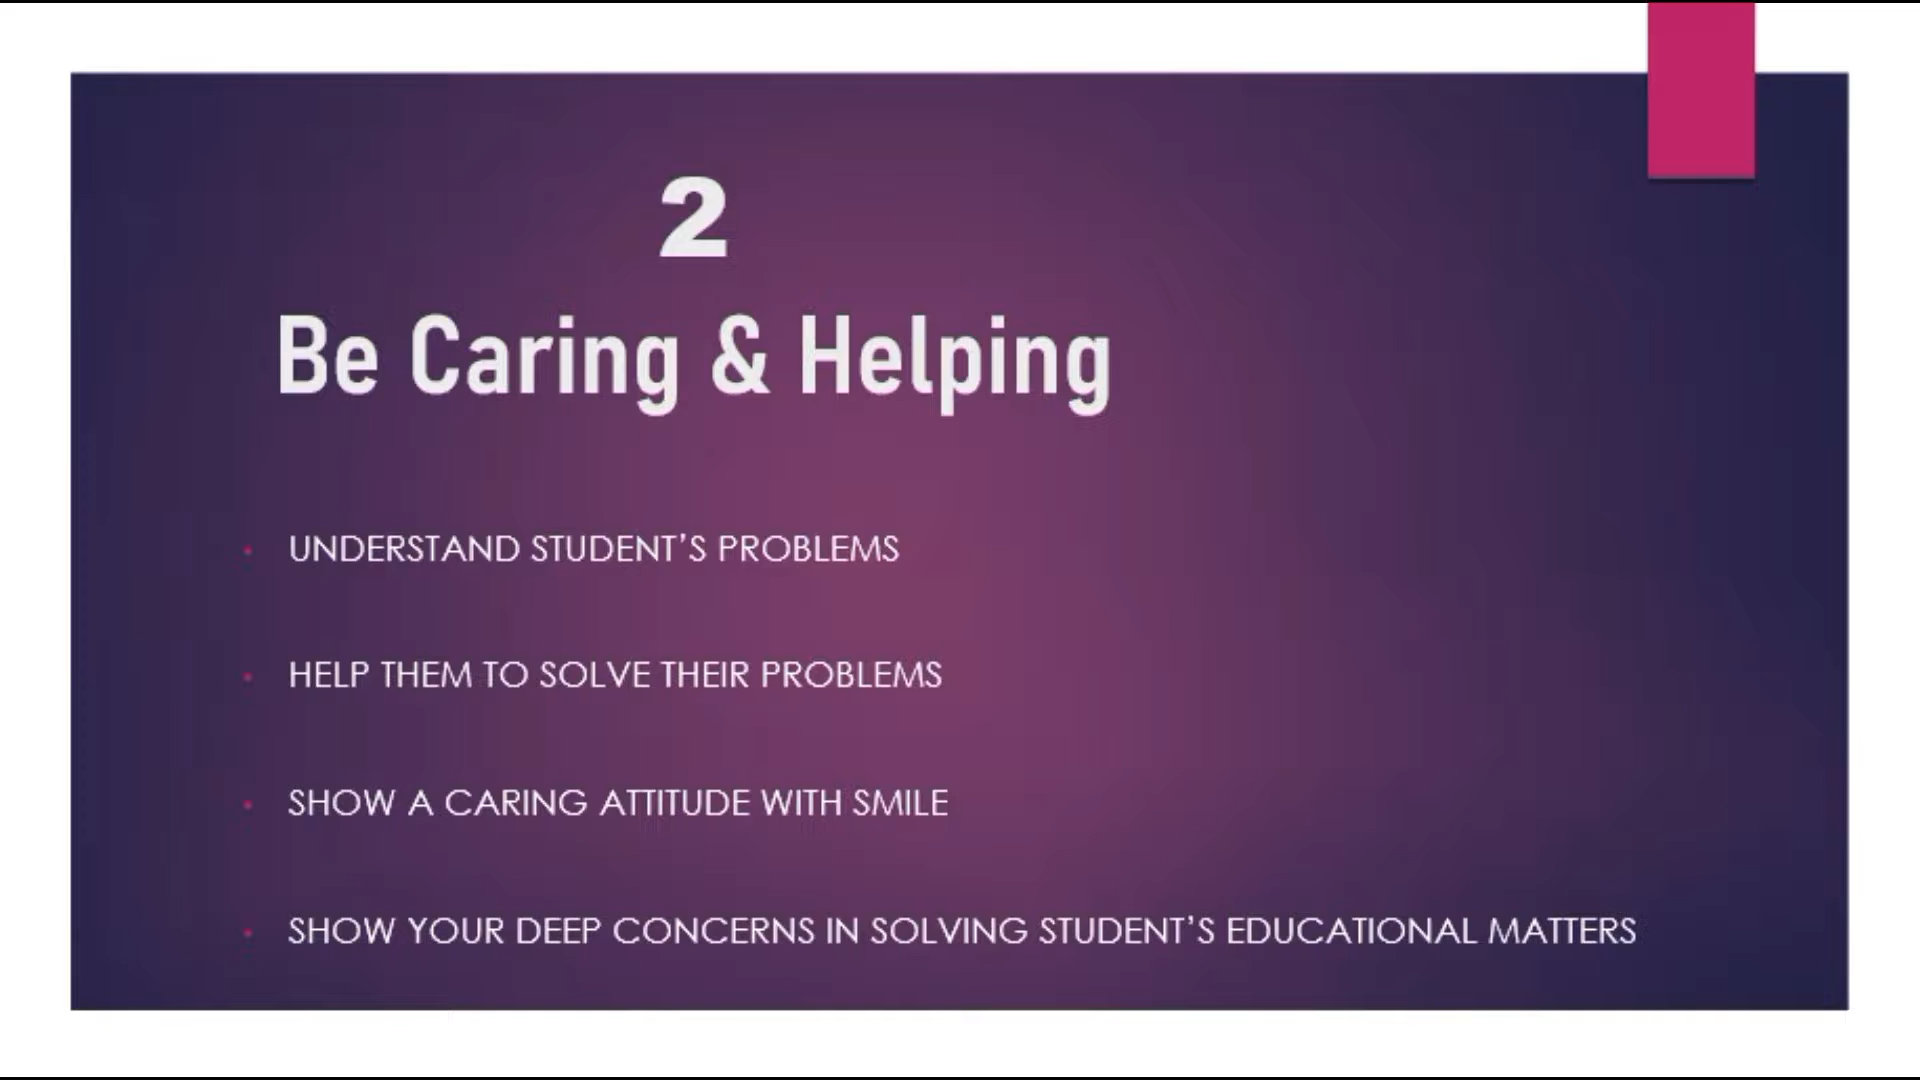 2
Be Caring & Helping
UNDERSTAND STUDENT’S PROBLEMS
HELP THEM TO SOLVE THEIR PROBLEMS
SHOW A CARING ATTITUDE WITH SMILE
SHOW YOUR DEEP CONCERNS IN SOLVING STUDENT’S EDUCATIONAL MATTERS